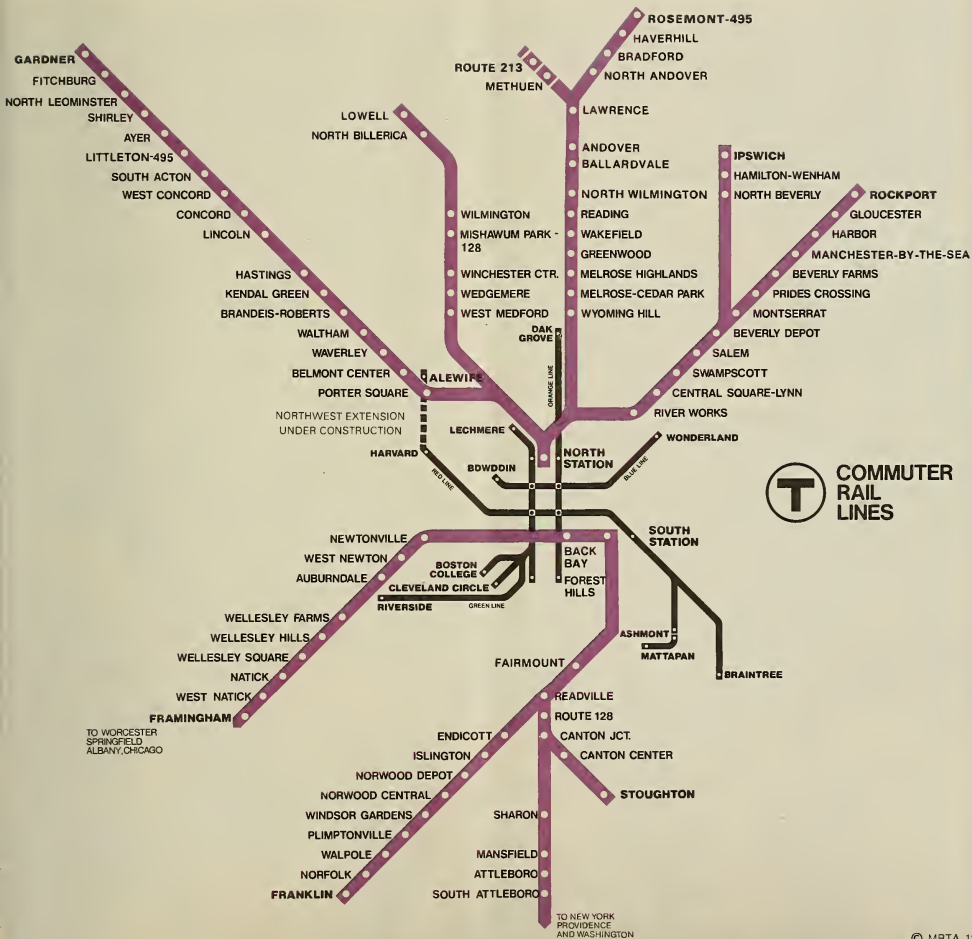 ROSEMONT-495
HAVERHILL
BRADFORD
NORTH ANDOVER
ROUTE 213
METHUEN
LAWRENCE
ANDOVER
BALLARDVALE
NORTH WILMINGTON
READING
WAKEFIELD
GREENWOOD
MELROSE HIGHLANDS
MELROSE-CEDAR PARK
WYOMING HILL
GARDNER
FITCHBURG
NORTH LEOMINSTER
SHIRLEY
AYER
LITTLETON-495
SOUTH ACTON
WEST CONCORD
CONCORD
LINCOLN
HASTINGS
KENDAL GREEN
BRANDEIS-ROBERTS
WALTHAM
WAVERLEY
BELMONT CENTER
PORTER SQUARE
LOWELL
NORTH BILLERICA
WILMINGTON
MISHAWUM PARK -
128
WINCHESTER CTR.
WEDGEMERE
WEST MEDFORD
IPSWICH
HAMILTON-WENHAM
NORTH BEVERLY
ROCKPORT
GLOUCESTER
HARBOR
MANCHESTER-BY-THE-SEA
BEVERLY FARMS
PRIDES CROSSING
MONTSERRAT
BEVERLY DEPOT
SALEM
SWAMPSCOTT
CENTRAL SQUARE-LYNN
RIVER WORKS
DAK
GROVE
ORANGE LINE
ALEWIFE
NORTHWEST EXTENSION
UNDER CONSTRUCTION
HARVARD
RED LINE
LECHMERE
BDWDDIN
NORTH
STATION
WONDERLAND
BLUE LINE
T
COMMUTER
RAIL
LINES
SOUTH
STATION
BACK
BAY
FOREST
HILLS
NEWTONVILLE
WEST NEWTON
AUBURNDALE
BOSTON
COLLEGE
CLEVELAND CIRCLE
RIVERSIDE
GREEN LINE
WELLESLEY FARMS
WELLESLEY HILLS
WELLESLEY SQUARE
NATICK
WEST NATICK
FRAMINGHAM
TO WORCESTER
SPRINGFIELD
ALBANY, CHICAGO
ASHMONT
MATTAPAN
BRAINTREE
FAIRMOUNT
READVILLE
ROUTE 128
CANTON JCT.
CANTON CENTER
STOUGHTON
ENDICOTT
ISLINGTON
NORWOOD DEPOT
NORWOOD CENTRAL
WINDSOR GARDENS
PLIMPTONVILLE
WALPOLE
NORFOLK
FRANKLIN
SHARON
MANSFIELD
ATTLEBORO
SOUTH ATTLEBORO
TO NEW YORK
PROVIDENCE
AND WASHINGTON
© MBTA